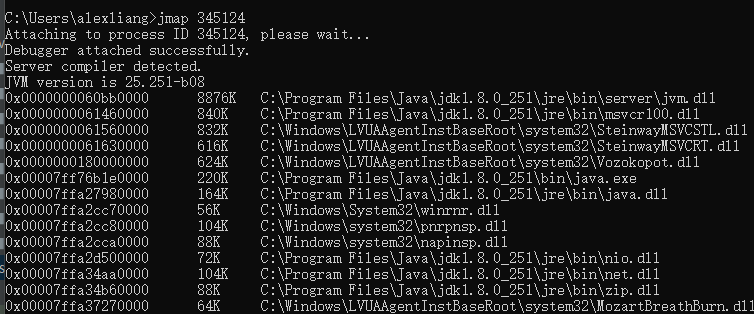 C:\Users\alexliang>jmap 345124
Attaching to process ID 345124, please wait...
Debugger attached successfully.
Server compiler detected.
JVM version is 25.251-b08
0x0000000060bb0000 8876K C:\Program Files\Java\jdk1.8.0_251\jre\bin\server\jvm.dll
0x0000000061460000 840K C:\Program Files\Java\jdk1.8.0_251\jre\bin\msvcr100.dll
0x0000000061560000 832K C:\Windows\LVUAAgentInstBaseRoot\system32\SteinwayMSVCSTL.dll
0x0000000061630000 616K C:\Windows\LVUAAgentInstBaseRoot\system32\SteinwayMSVCRT.dll
0x0000000180000000 624K C:\Windows\LVUAAgentInstBaseRoot\system32\Vozokopot.dll
0x00007ff76b1e0000 220K C:\Program Files\Java\jdk1.8.0_251\bin\java.exe
0x00007ffa27980000 164K C:\Program Files\Java\jdk1.8.0_251\jre\bin\java.dll
0x00007ffa2cc70000 56K C:\Windows\System32\winrnr.dll
0x00007ffa2cc80000 104K C:\Windows\system32\pnrpnsp.dll
0x00007ffa2cca0000 88K C:\Windows\system32\napinsp.dll
0x00007ffa2d500000 72K C:\Program Files\Java\jdk1.8.0_251\jre\bin\nio.dll
0x00007ffa34aa0000 104K C:\Program Files\Java\jdk1.8.0_251\jre\bin\net.dll
0x00007ffa34b60000 88K C:\Program Files\Java\jdk1.8.0_251\jre\bin\zip.dll
0x00007ffa37270000 64K C:\Windows\LVUAAgentInstBaseRoot\system32\MozartBreathBurn.dll